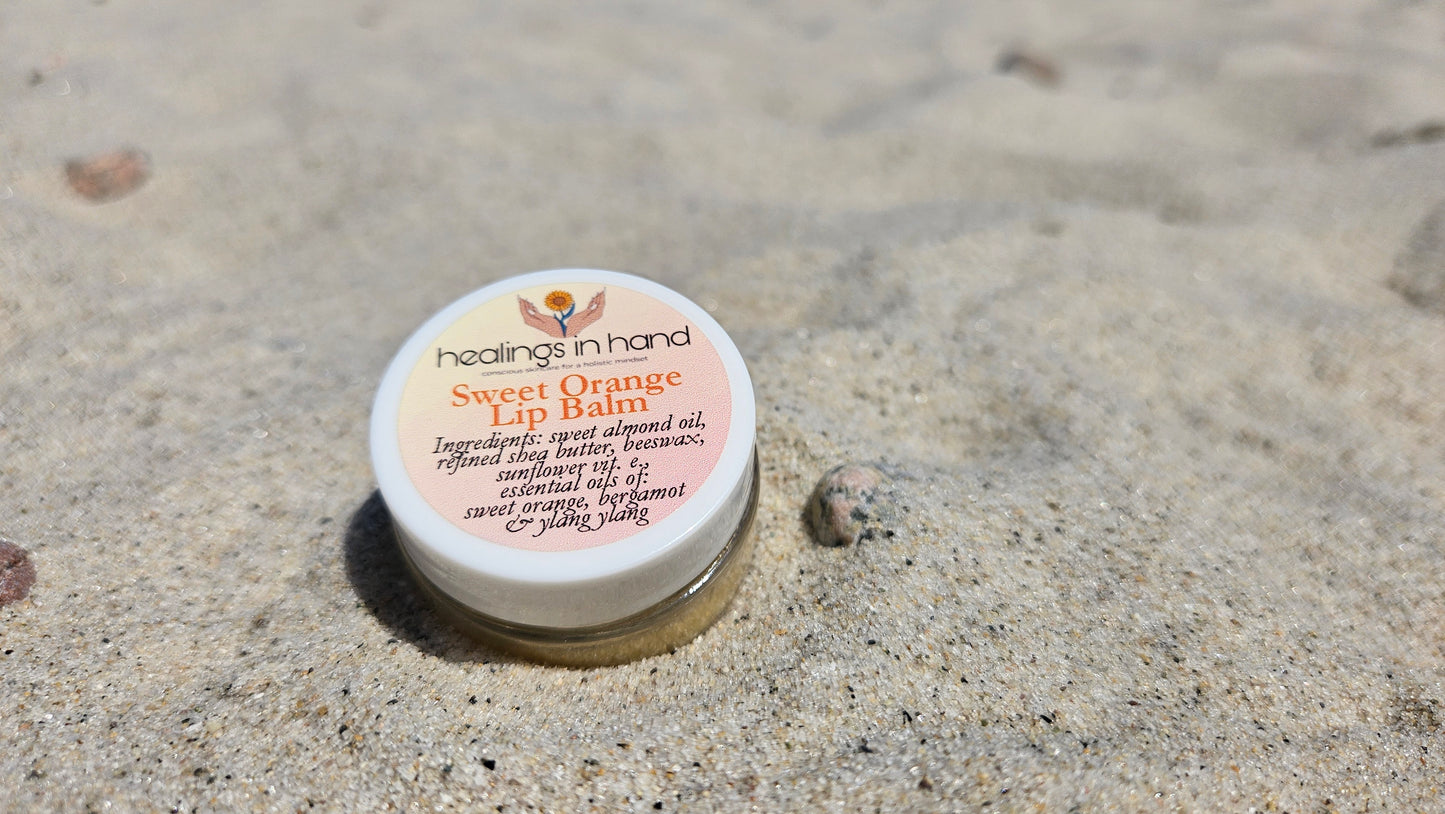 healings in hand
conscious skincare for a holistic mindset
Sweet Orange
Lip Balm
Ingredients: sweet almond oil,
refined shea butter, beeswax,
sunflower vit. e.,
essential oils of:
sweet orange, bergamot
& ylang ylang